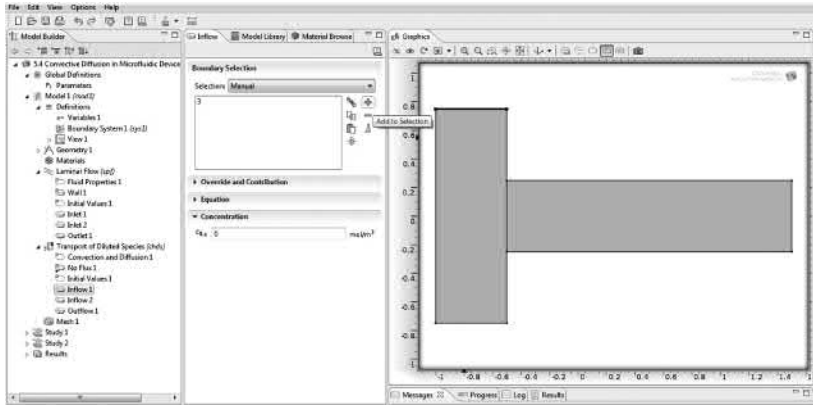 File Edit View Options Help
Model Builder
5.4 Convective Diffusion in Microfluidic Device
Global Definitions
Pi Parameters
Model 1 (mod1)
Definitions
a= Variables 1
Boundary System 1 (sys1)
View 1
Geometry 1
Materials
Laminar Flow (spf)
Fluid Properties 1
Wall 1
Initial Values 1
Inlet 1
Inlet 2
Outlet 1
Transport of Diluted Species (chds)
Convection and Diffusion 1
No Flux 1
Initial Values 1
Inflow 1
Inflow 2
Outflow 1
Mesh 1
Study 1
Study 2
Results
Inflow Model Library Material Browse
Boundary Selection
Selection: Manual
3
Add to Selection
Override and Contribution
Equation
Concentration
0 mol/m³
Graphics
1
0.8
0.6
0.4
0.2
0
-0.2
-0.4
-0.6
-0.8
-1
-1 -0.8 -0.6 -0.4 -0.2 0 0.2 0.4 0.6 0.8 1 1.2 1.4 1
Messages Progress Log Results